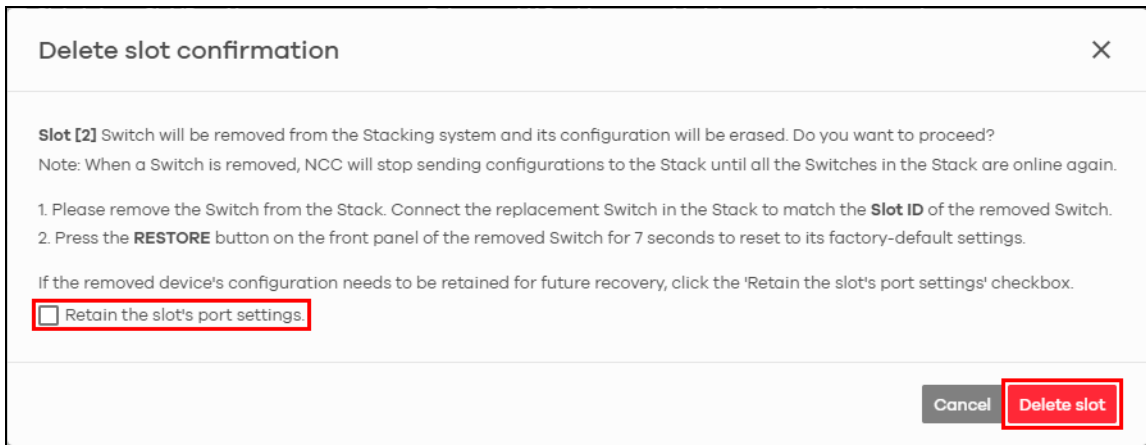 Delete slot confirmation
Slot [2] Switch will be removed from the Stacking system and its configuration will be erased. Do you want to proceed?
Note: When a Switch is removed, NCC will stop sending configurations to the Stack until all the Switches in the Stack are online again.
1. Please remove the Switch from the Stack. Connect the replacement Switch in the Stack to match the Slot ID of the removed Switch.
2. Press the RESTORE button on the front panel of the removed Switch for 7 seconds to reset to its factory-default settings.
If the removed device's configuration needs to be retained for future recovery, click the 'Retain the slot's port settings' checkbox.
Retain the slot's port settings.
Cancel Delete slot